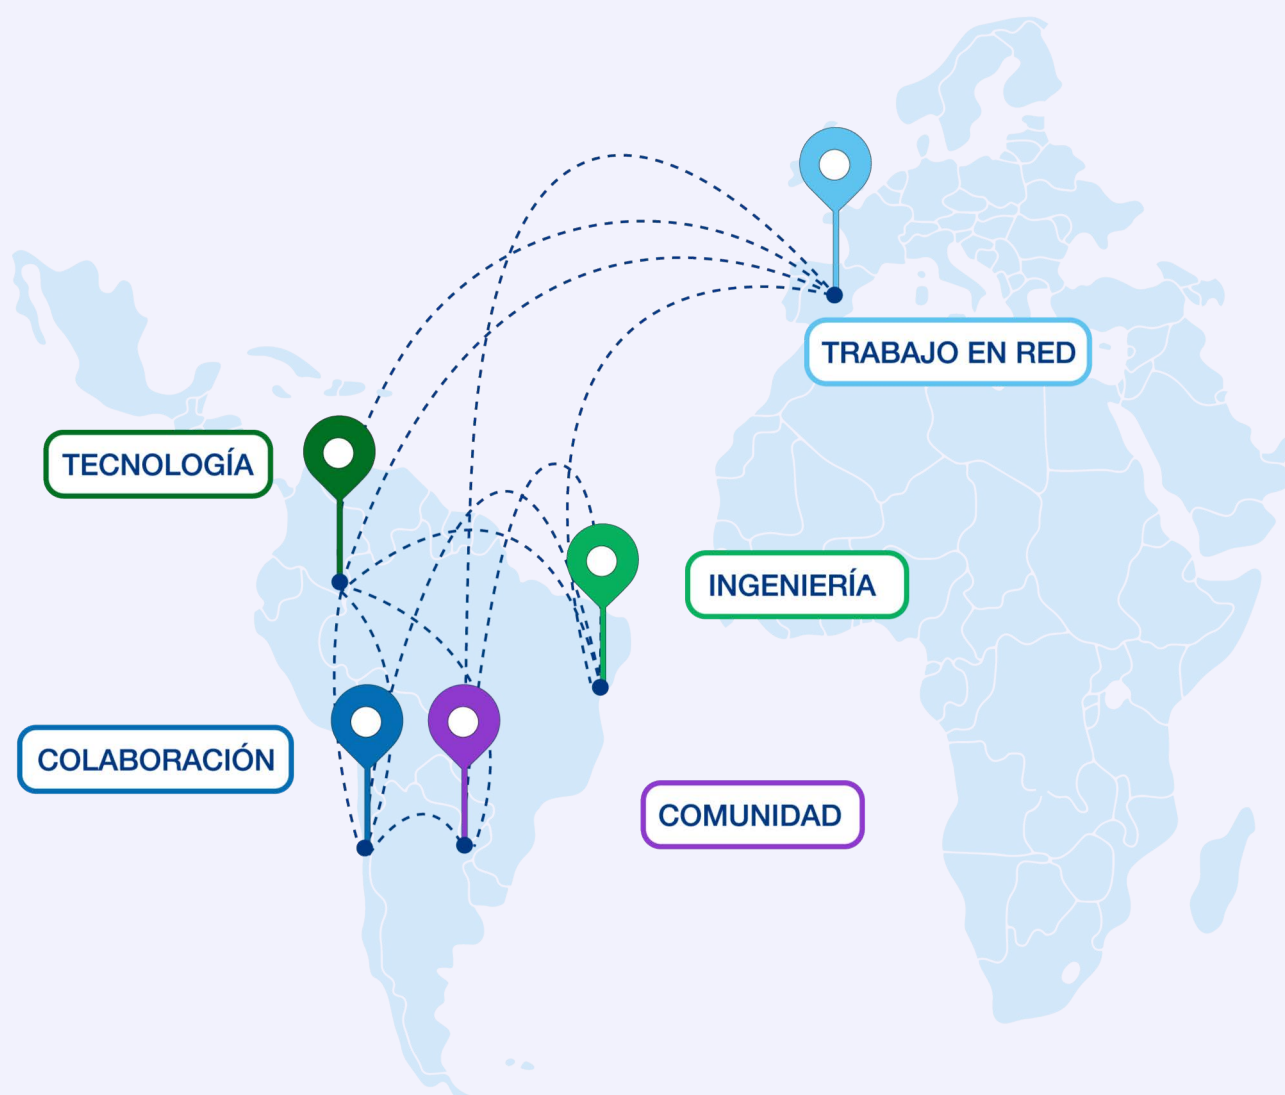 TRABAJO EN RED
TECNOLOGÍA
INGENIERÍA
COLABORACIÓN
COMUNIDAD